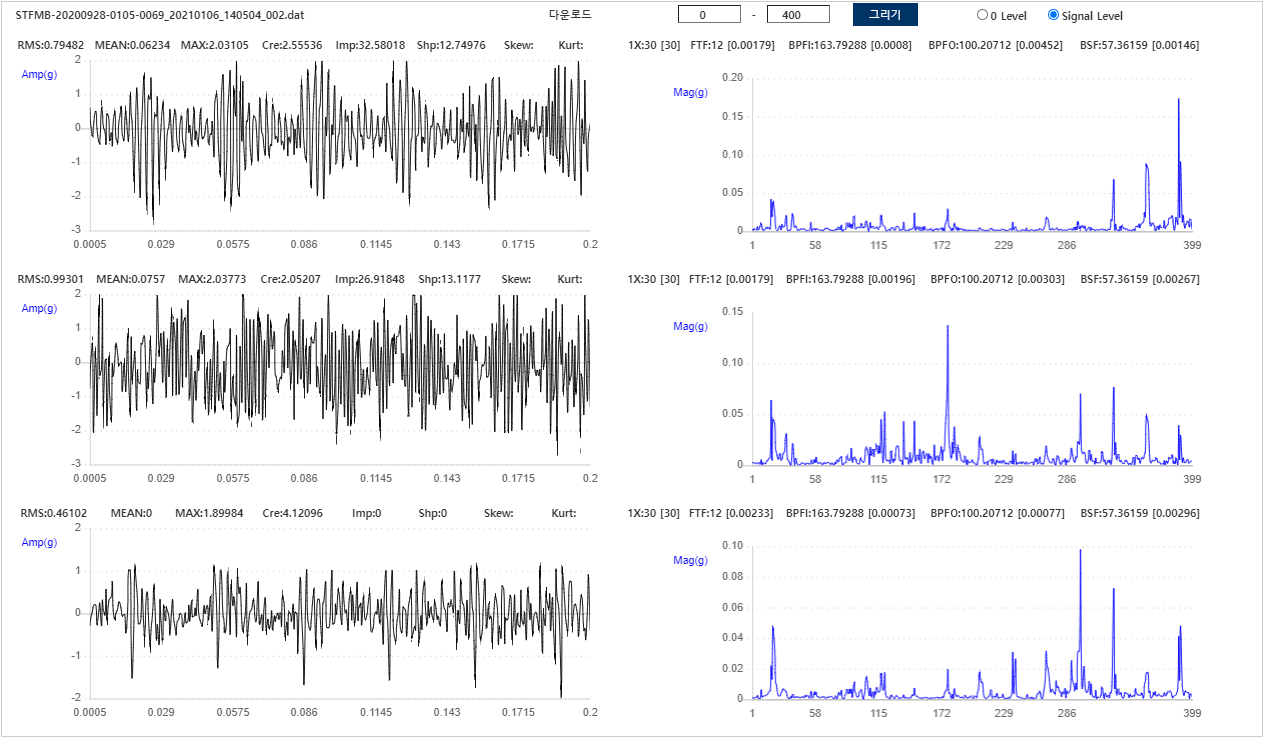 STFMB-20200928-0105-0069_20210106_140504_002.dat 다운로드 0 - 400 그리기 0 Level Signal Level
RMS:0.79482 MEAN:0.06234 MAX:2.03105 Cre:2.55536 Imp:32.58018 Shp:12.74976 Skew: Kurt:
Amp(g)
2
1
0
-1
-2
-3
0.0005 0.029 0.0575 0.086 0.1145 0.143 0.1715 0.2
1X:30 [30] FTF:12 [0.00179] BPFI:163.79288 [0.0008] BPFO:100.20712 [0.00452] BSF:57.36159 [0.00146]
Mag(g)
0.20
0.15
0.10
0.05
0
1 58 115 172 229 286 399
RMS:0.99301 MEAN:0.0757 MAX:2.03773 Cre:2.05207 Imp:26.91848 Shp:13.1177 Skew: Kurt:
Amp(g)
2
1
0
-1
-2
-3
0.0005 0.029 0.0575 0.086 0.1145 0.143 0.1715 0.2
1X:30 [30] FTF:12 [0.00179] BPFI:163.79288 [0.00196] BPFO:100.20712 [0.00303] BSF:57.36159 [0.00267]
Mag(g)
0.15
0.10
0.05
0
1 58 115 172 229 286 399
RMS:0.46102 MEAN:0 MAX:1.89984 Cre:4.12096 Imp:0 Shp:0 Skew: Kurt:
Amp(g)
2
1
0
-1
-2
0.0005 0.029 0.0575 0.086 0.1145 0.143 0.1715 0.2
1X:30 [30] FTF:12 [0.00233] BPFI:163.79288 [0.00073] BPFO:100.20712 [0.00077] BSF:57.36159 [0.00296]
Mag(g)
0.10
0.08
0.06
0.04
0.02
0
1 58 115 172 229 286 399